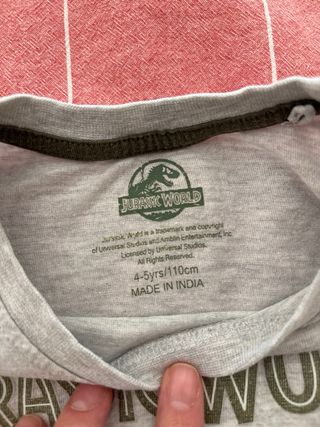 JURASSIC WORLD
Jurassic World is a trademark and copyright
of Universal Studios and Amblin Entertainment, Inc
Licensed by Universal Studios.
All Rights Reserved.
4-5yrs/110cm
MADE IN INDIA